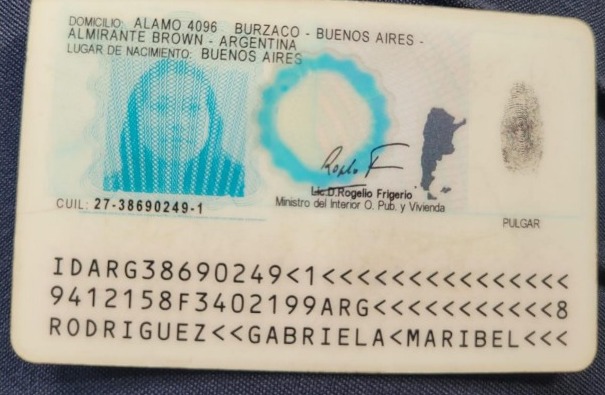 DOMICILIO: ALAMO 4096 BURZACO - BUENOS AIRES -
ALMIRANTE BROWN - ARGENTINA
LUGAR DE NACIMIENTO: BUENOS AIRES
CUIL: 27-38690249-1
Lic D.Rogelio Frigerio
Ministro del Interior O. Pub. y Vivienda
PULGAR
IDARG38690249<1<<<<<<<<<<<<<<<
9412158F3402199ARG<<<<<<<<<<<8
RODRIGUEZ<<GABRIELA<MARIBEL<<<